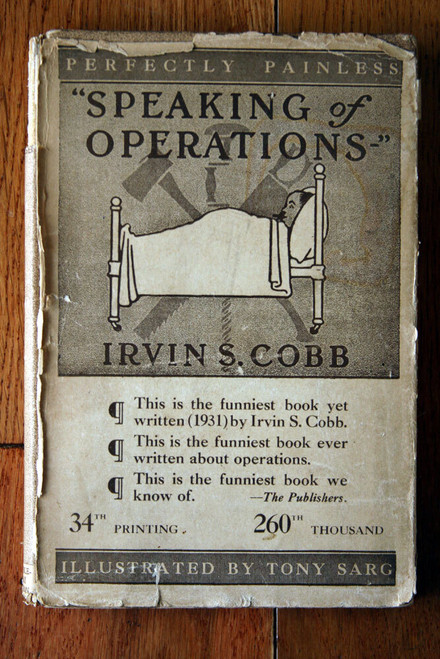 PERFECTLY PAINLESS
"SPEAKING of
OPERATIONS-"
IRVIN S. COBB
¶ This is the funniest book yet
written (1931) by Irvin S. Cobb.
¶ This is the funniest book ever
written about operations.
¶ This is the funniest book we
know of. —The Publishers.
34TH PRINTING. 260TH THOUSAND
ILLUSTRATED BY TONY SARG